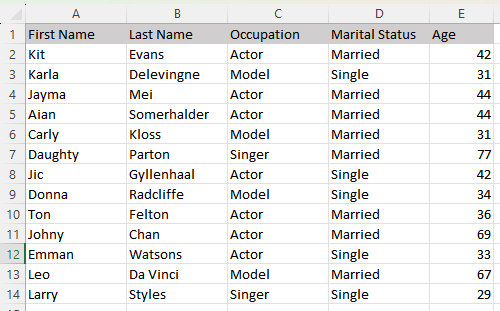 A B C D E
1 First Name Last Name Occupation Marital Status Age
2 Kit Evans Actor Married 42
3 Karla Delevingne Model Single 31
4 Jayma Mei Actor Married 44
5 Aian Somerhalder Actor Married 44
6 Carly Kloss Model Married 31
7 Daughty Parton Singer Married 77
8 Jic Gyllenhaal Actor Single 42
9 Donna Radcliffe Model Single 34
10 Ton Felton Actor Married 36
11 Johny Chan Actor Married 69
12 Emman Watsons Actor Single 33
13 Leo Da Vinci Model Married 67
14 Larry Styles Singer Single 29